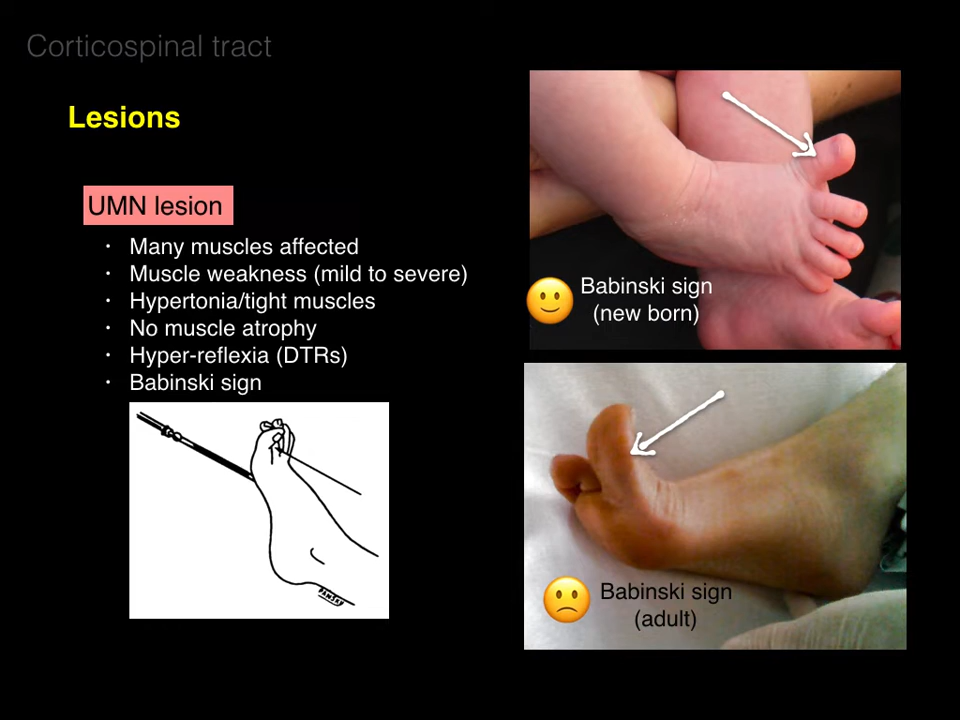 Corticospinal tract
Lesions
UMN lesion
• Many muscles affected
• Muscle weakness (mild to severe)
• Hypertonia/tight muscles
• No muscle atrophy
• Hyper-reflexia (DTRs)
• Babinski sign
Babinski sign
(new born)
Babinski sign
(adult)